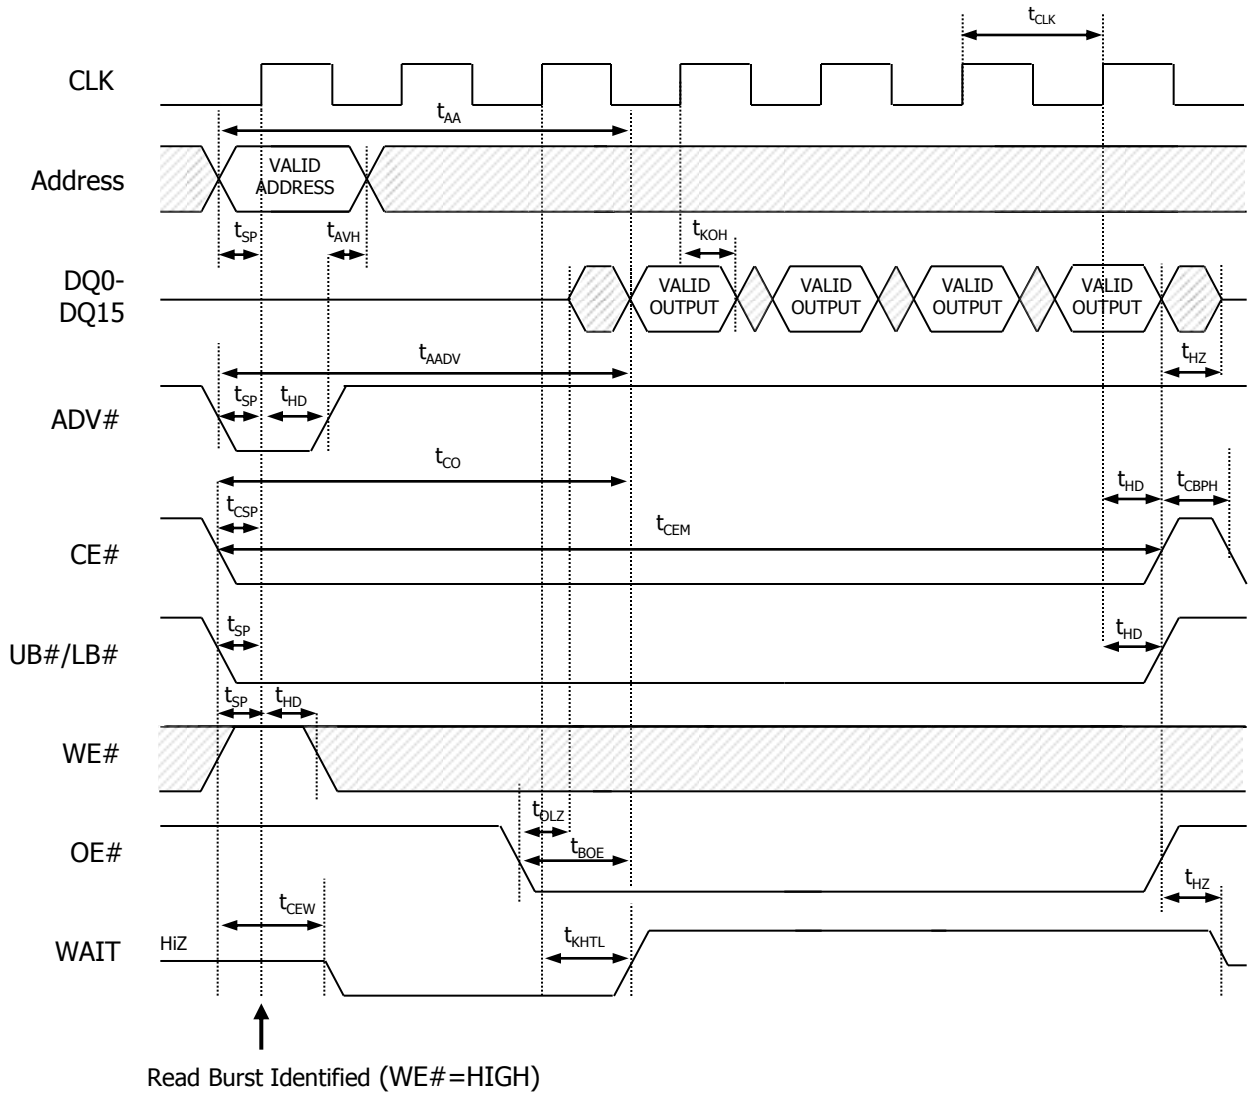 tCLK
CLK
tAA
Address
VALID
ADDRESS
tSP
tAVH
tKOH
DQ0-
DQ15
VALID
OUTPUT
VALID
OUTPUT
VALID
OUTPUT
VALID
OUTPUT
tAADV
tHZ
ADV#
tSP
tHD
tCO
tHD
tCBPH
tCSP
tCEM
CE#
tSP
tHD
UB#/LB#
tSP
tHD
WE#
tOLZ
OE#
tBOE
tHZ
tCEW
WAIT
HiZ
tKHTL
Read Burst Identified (WE#=HIGH)